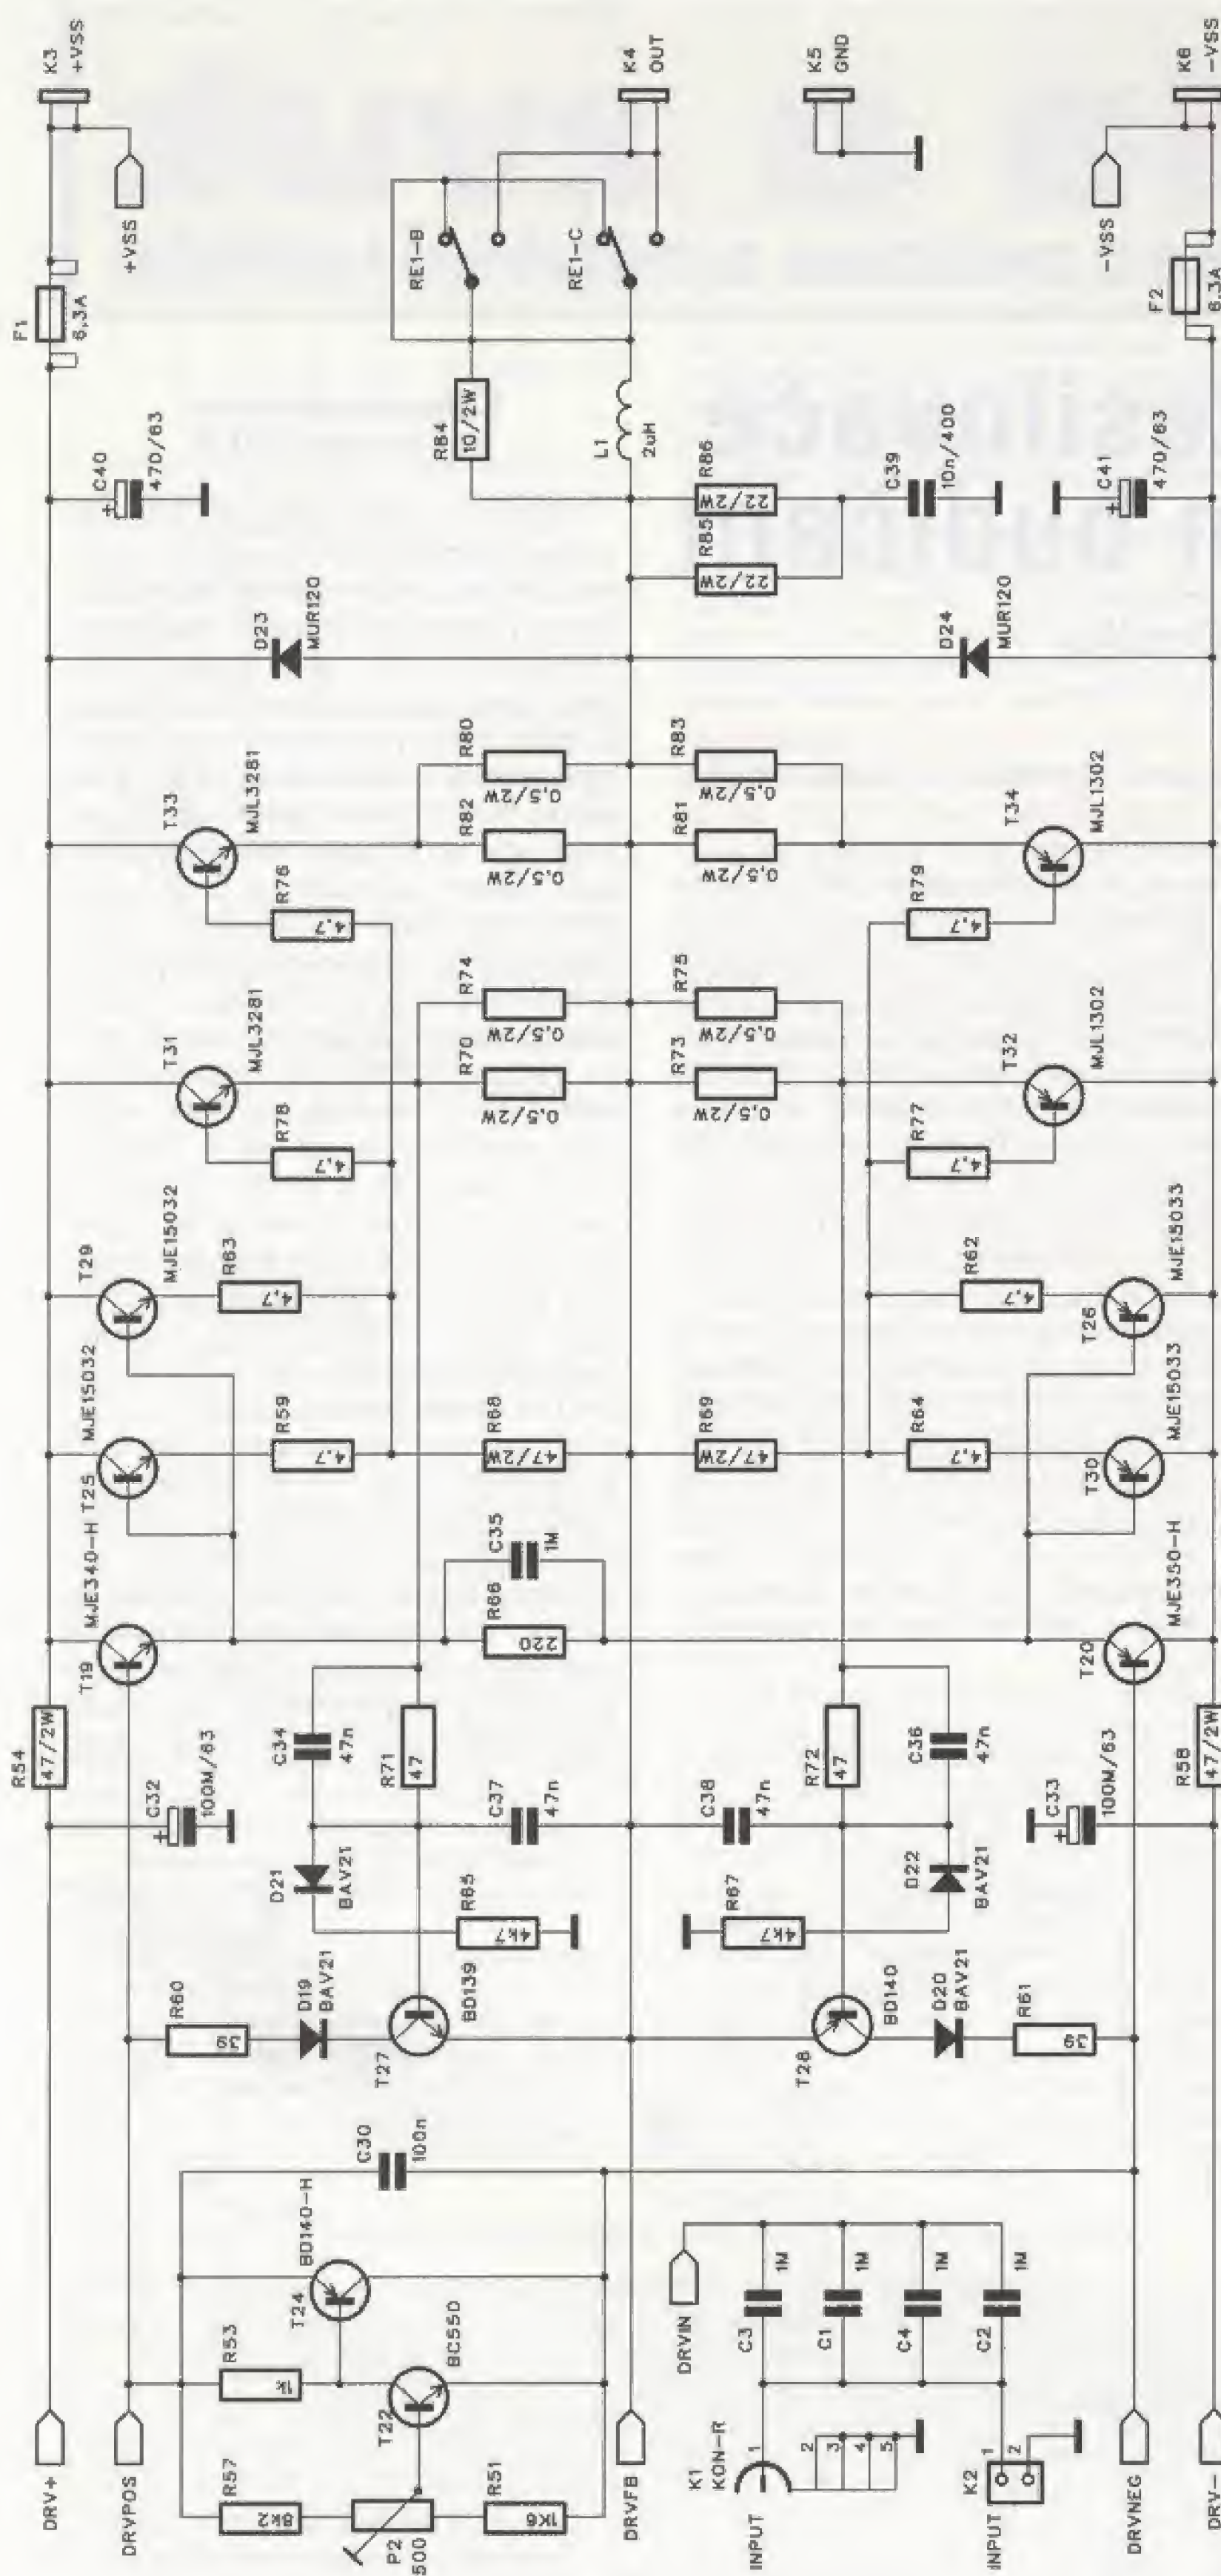 K3
+VSS
K4
OUT
K5
GND
K6
-VSS
+VSS
-VSS
RE1-B
RE1-C
F1
6,3A
F2
6,3A
R84
10/2W
L1
2uH
C40
+
470/63
R86
22/2W
R85
22/2W
C39
10n/400
C41
+
470/63
D23
MUR120
D24
MUR120
T33
MJL3281
R80
0,5/2W
R82
0,5/2W
R83
0,5/2W
R81
0,5/2W
T34
MJL1302
R76
4,7
R79
4,7
R74
0,5/2W
R75
0,5/2W
T31
MJL3281
R70
0,5/2W
R73
0,5/2W
T32
MJL1302
R78
4,7
R77
4,7
T29
MJE15032
R63
4,7
R62
4,7
T26
MJE15033
T25
MJE15032
R59
4,7
R68
47/2W
R69
47/2W
R64
4,7
T30
MJE15033
C35
1M
R66
220
T19
MJE340-H
T20
MJE350-H
R54
47/2W
C32
+
100M/63
C34
47n
R71
47
C37
47n
C38
47n
R72
47
C36
47n
C33
+
100M/63
R58
47/2W
D21
BAV21
R65
4k7
R67
4k7
D22
BAV21
R60
D19
BAV21
T27
BD139
T28
BD140
D20
BAV21
R61
C30
100n
T24
BD140-H
R53
1k
T22
BC550
R57
8k2
P2
500
R51
1K8
DRV+
DRVPOS
DRVFB
DRVIN
C3
1M
C1
1M
C4
1M
C2
1M
K1
KON-R
INPUT
1
2
3
4
5
K2
INPUT
1
2
DRVNEG
DRV-